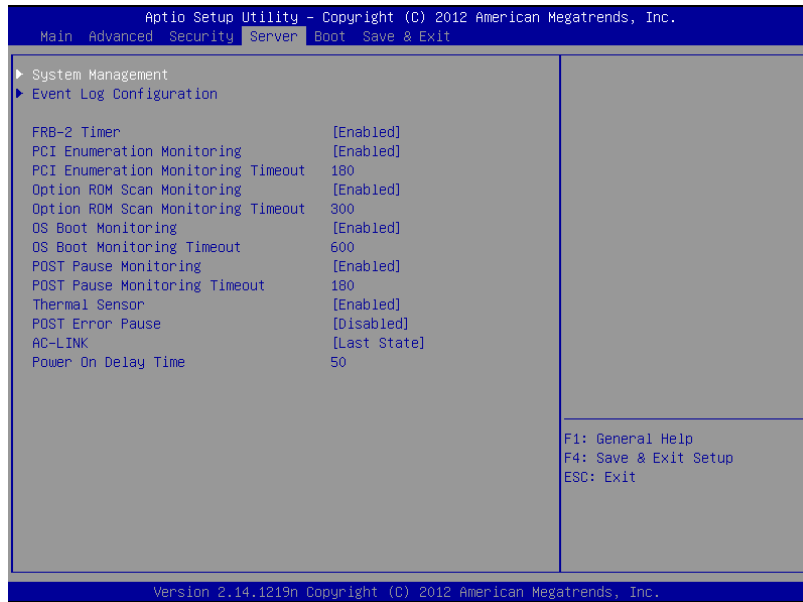 Aptio Setup Utility – Copyright (C) 2012 American Megatrends, Inc.
Main Advanced Security Server Boot Save & Exit
System Management
Event Log Configuration
FRB-2 Timer [Enabled]
PCI Enumeration Monitoring [Enabled]
PCI Enumeration Monitoring Timeout 180
Option ROM Scan Monitoring [Enabled]
Option ROM Scan Monitoring Timeout 300
OS Boot Monitoring [Enabled]
OS Boot Monitoring Timeout 600
POST Pause Monitoring [Enabled]
POST Pause Monitoring Timeout 180
Thermal Sensor [Enabled]
POST Error Pause [Disabled]
AC-LINK [Last State]
Power On Delay Time 50
F1: General Help
F4: Save & Exit Setup
ESC: Exit
Version 2.14.1219n Copyright (C) 2012 American Megatrends, Inc.